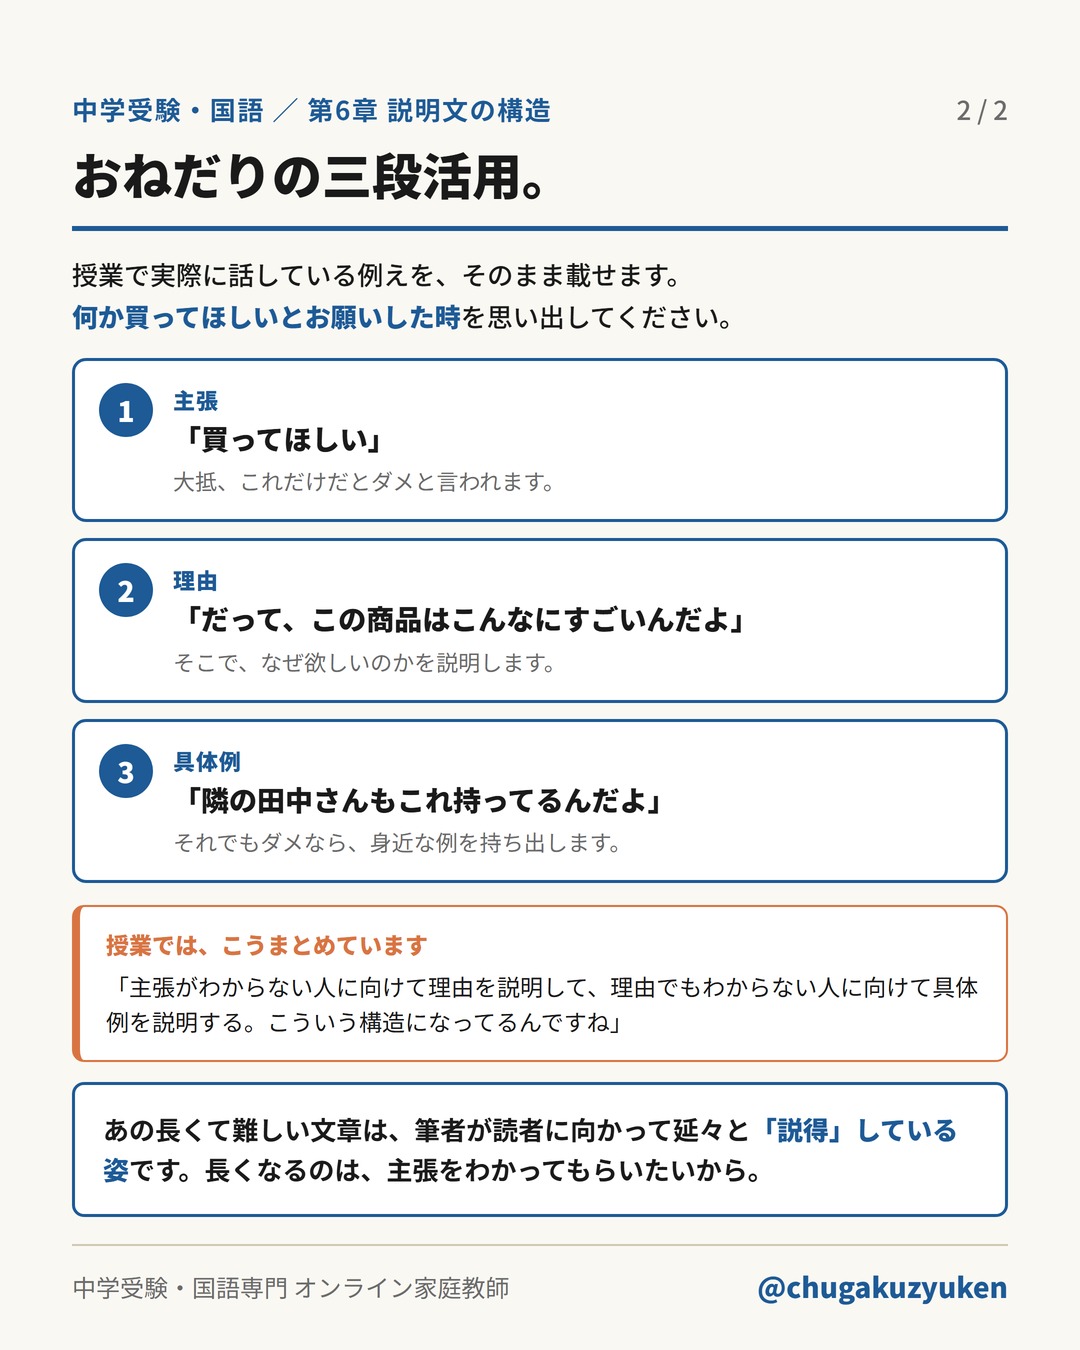 中学受験・国語 ／ 第6章 説明文の構造
2 / 2
おねだりの三段活用。
授業で実際に話している例えを、そのまま載せます。
何か買ってほしいとお願いした時を思い出してください。
1
主張
「買ってほしい」
大抵、これだけだとダメと言われます。
2
理由
「だって、この商品はこんなにすごいんだよ」
そこで、なぜ欲しいのかを説明します。
3
具体例
「隣の田中さんもこれ持ってるんだよ」
それでもダメなら、身近な例を持ち出します。
授業では、こうまとめています
「主張がわからない人に向けて理由を説明して、理由でもわからない人に向けて具体
例を説明する。こういう構造になってるんですね」
あの長くて難しい文章は、筆者が読者に向かって延々と「説得」している
姿です。長くなるのは、主張をわかってもらいたいから。
中学受験・国語専門 オンライン家庭教師
@chugakuzyuken